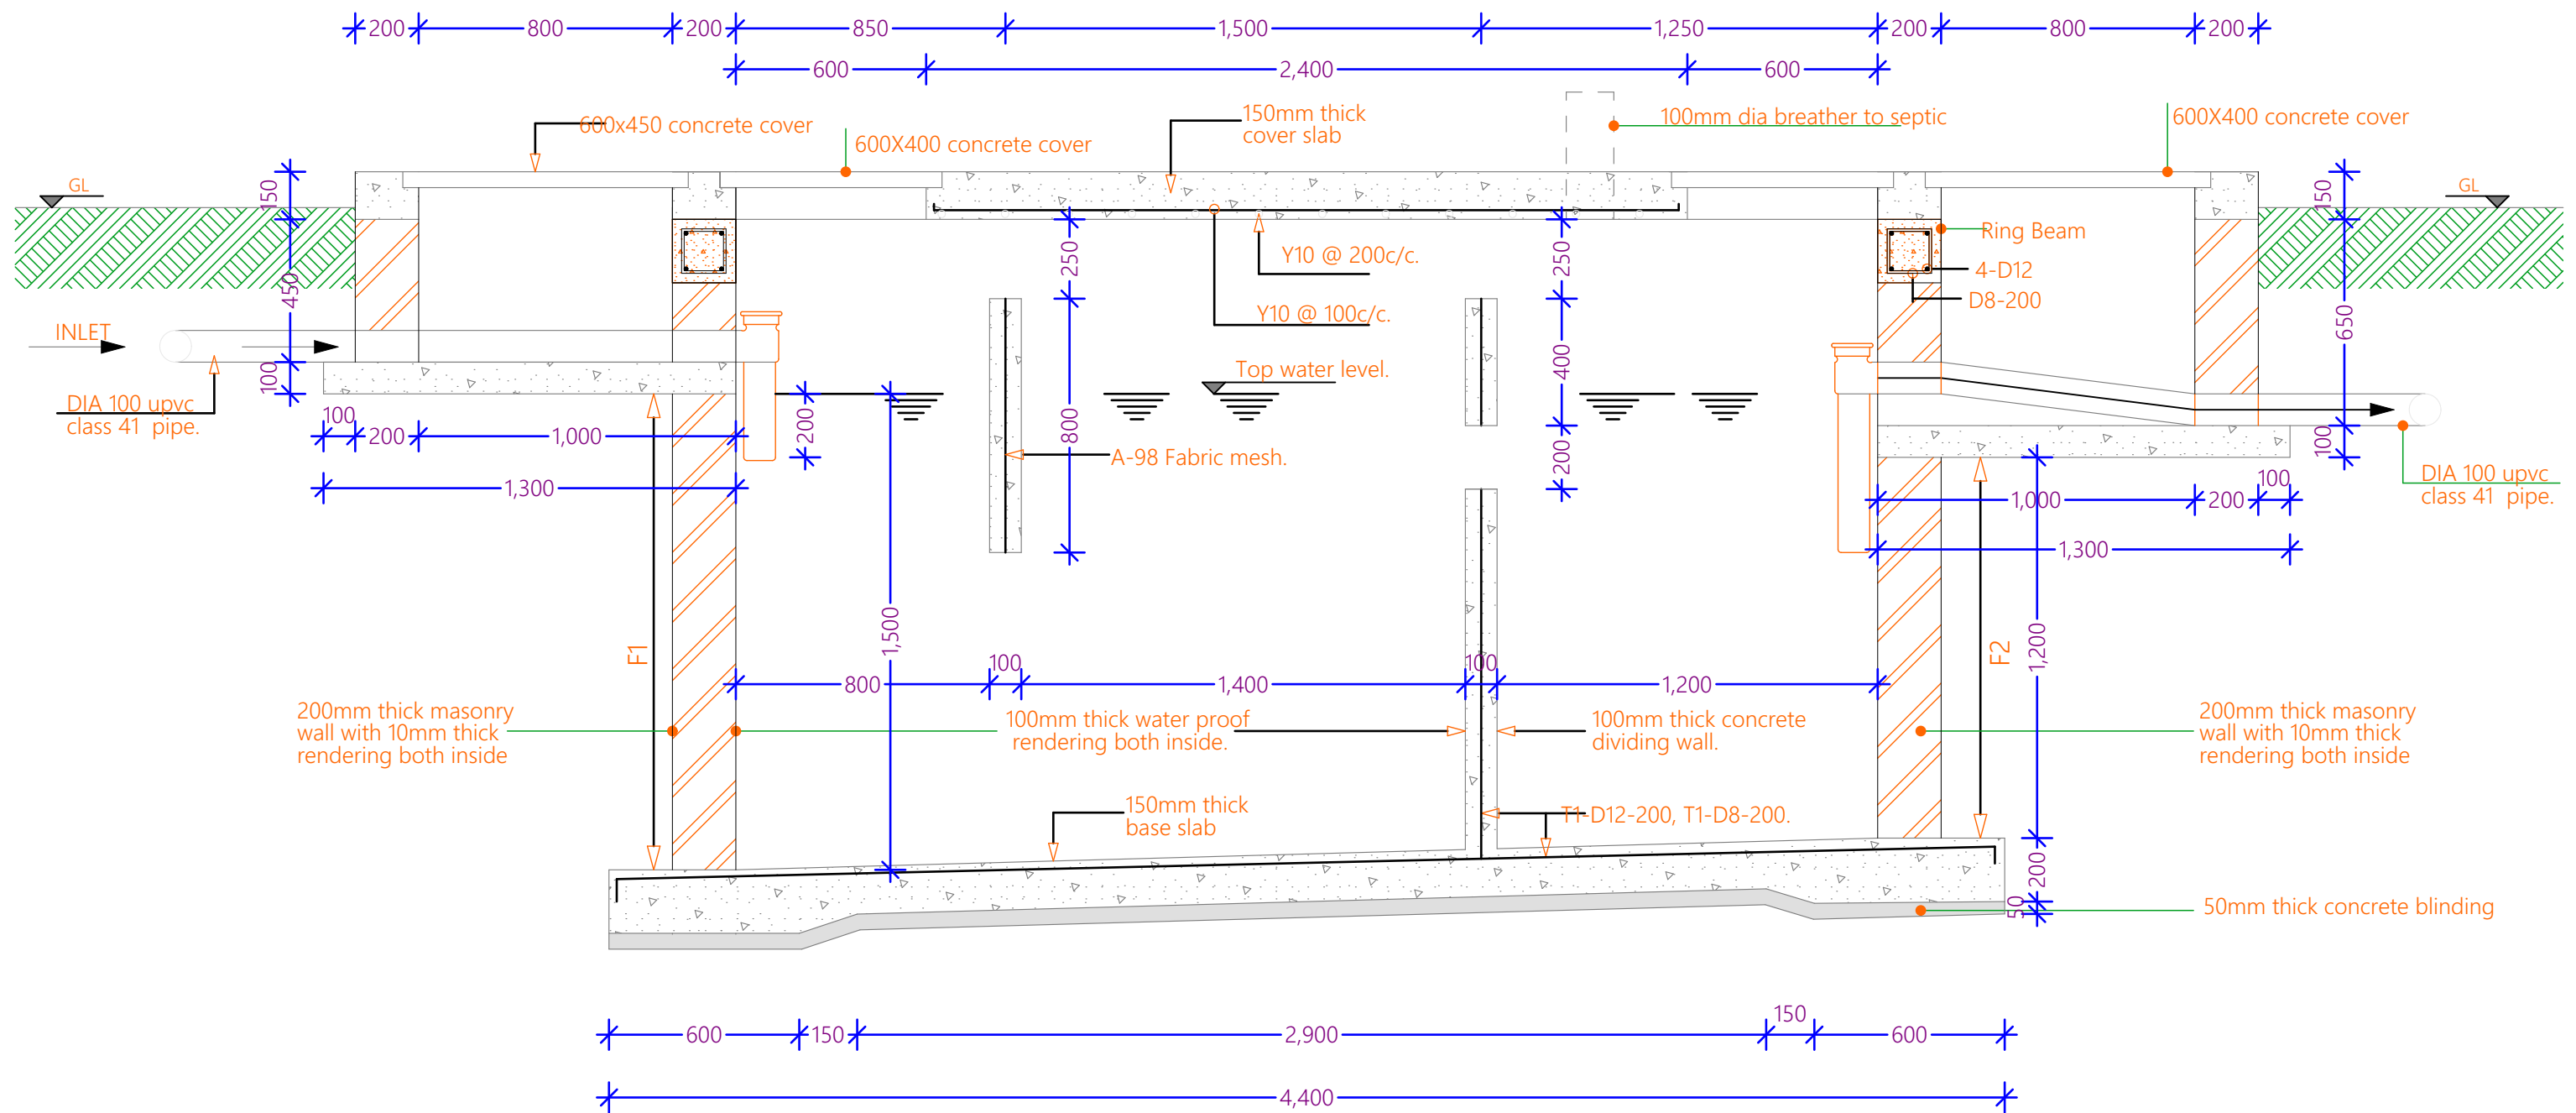 200 800 200 850 1,500 1,250 200 800 200
600 2,400 600
600x450 concrete cover
600X400 concrete cover
150mm thick
cover slab
100mm dia breather to septic
600X400 concrete cover
GL
150
150
GL
450
250
250
Y10 @ 200c/c.
Ring Beam
4-D12
D8-200
Y10 @ 100c/c.
INLET
650
400
Top water level.
100
DIA 100 upvc
class 41 pipe.
100
200 1,000
200
800
A-98 Fabric mesh.
200
100
DIA 100 upvc
class 41 pipe.
100
1,300
1,000 200
1,300
1,500
F1
F2
1,200
100
100
800 1,400 1,200
200mm thick masonry
wall with 10mm thick
rendering both inside
100mm thick water proof
rendering both inside.
100mm thick concrete
dividing wall.
200mm thick masonry
wall with 10mm thick
rendering both inside
150mm thick
base slab
T1-D12-200, T1-D8-200.
200
50
50mm thick concrete blinding
150
600 150 2,900 600
4,400